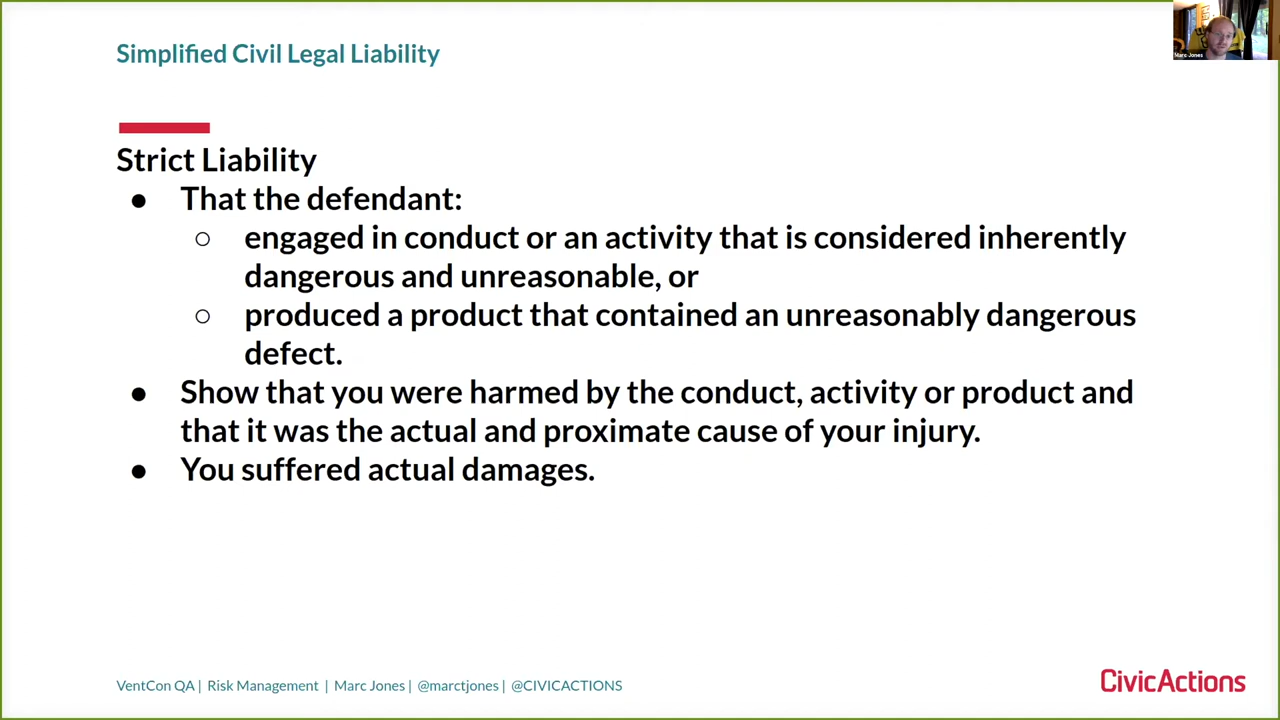 Simplified Civil Legal Liability
Marc Jones
Strict Liability
● That the defendant:
○ engaged in conduct or an activity that is considered inherently
dangerous and unreasonable, or
○ produced a product that contained an unreasonably dangerous
defect.
● Show that you were harmed by the conduct, activity or product and
that it was the actual and proximate cause of your injury.
● You suffered actual damages.
VentCon QA | Risk Management | Marc Jones | @marctjones | @CIVICACTIONS
CivicActions